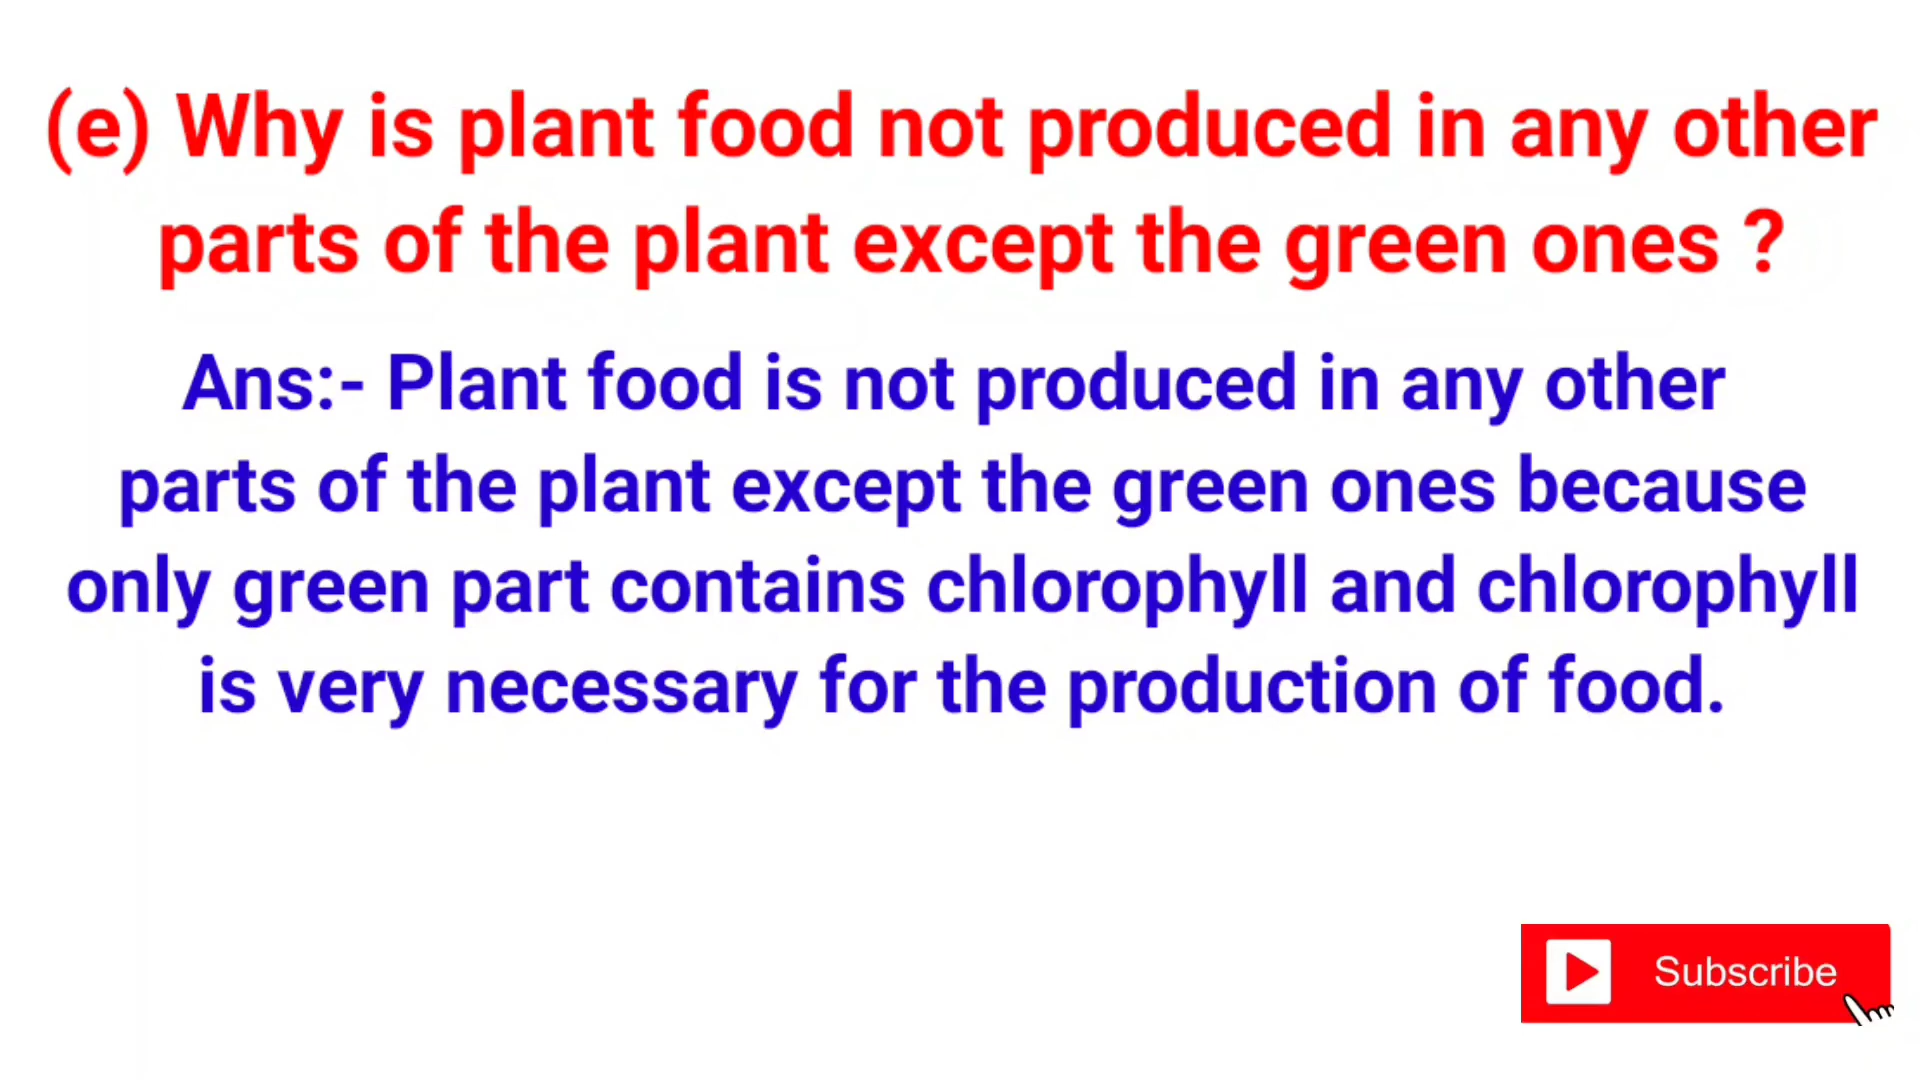 (e) Why is plant food not produced in any other
parts of the plant except the green ones ?
Ans:- Plant food is not produced in any other
parts of the plant except the green ones because
only green part contains chlorophyll and chlorophyll
is very necessary for the production of food.
Subscribe